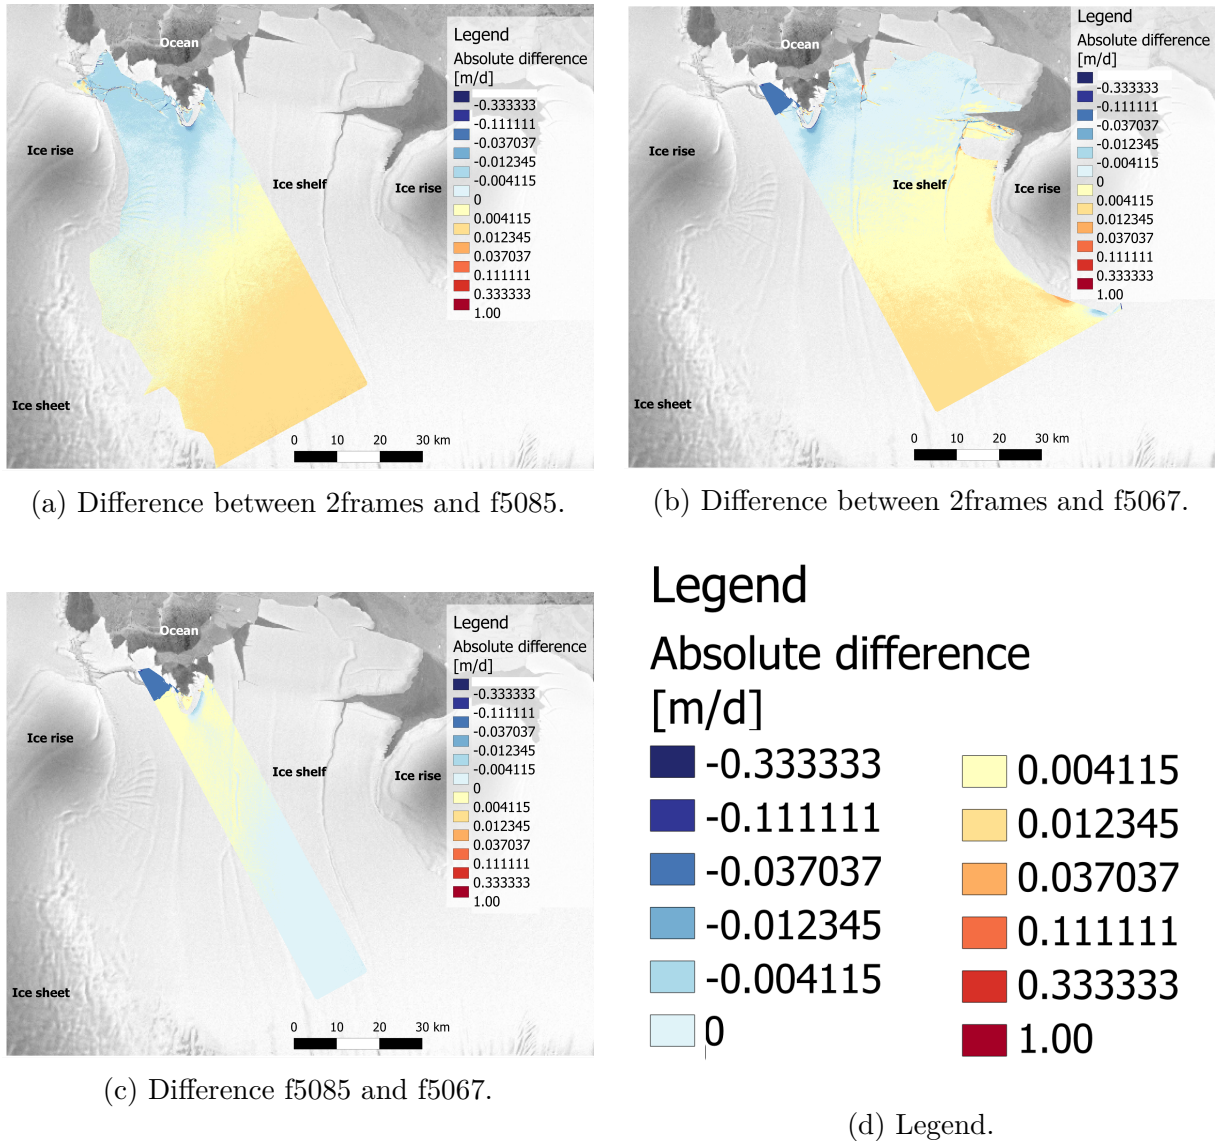 Ocean
Ice rise
Ice shelf
Ice rise
Ice sheet
Legend
Absolute difference
[m/d]
-0.333333
-0.111111
-0.037037
-0.012345
-0.004115
0
0.004115
0.012345
0.037037
0.111111
0.333333
1.00
0 10 20 30 km
(a) Difference between 2frames and f5085.
Ocean
Ice rise
Ice shelf
Ice rise
Ice sheet
Legend
Absolute difference
[m/d]
-0.333333
-0.111111
-0.037037
-0.012345
-0.004115
0
0.004115
0.012345
0.037037
0.111111
0.333333
1.00
0 10 20 30 km
(b) Difference between 2frames and f5067.
Ocean
Ice rise
Ice shelf
Ice rise
Ice sheet
Legend
Absolute difference
[m/d]
-0.333333
-0.111111
-0.037037
-0.012345
-0.004115
0
0.004115
0.012345
0.037037
0.111111
0.333333
1.00
0 10 20 30 km
(c) Difference f5085 and f5067.
Legend
Absolute difference
[m/d]
-0.333333
-0.111111
-0.037037
-0.012345
-0.004115
0
0.004115
0.012345
0.037037
0.111111
0.333333
1.00
(d) Legend.